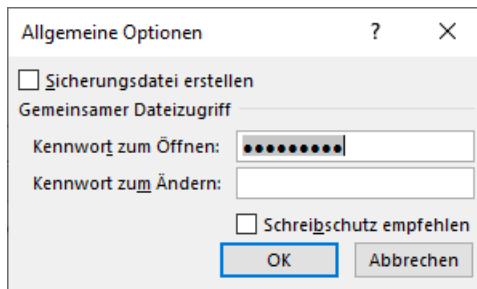 Allgemeine Optionen ? ×
Sicherungsdatei erstellen
Gemeinsamer Dateizugriff
Kennwort zum Öffnen: ●●●●●●●●●
Kennwort zum Ändern:
Schreibschutz empfehlen
OK Abbrechen